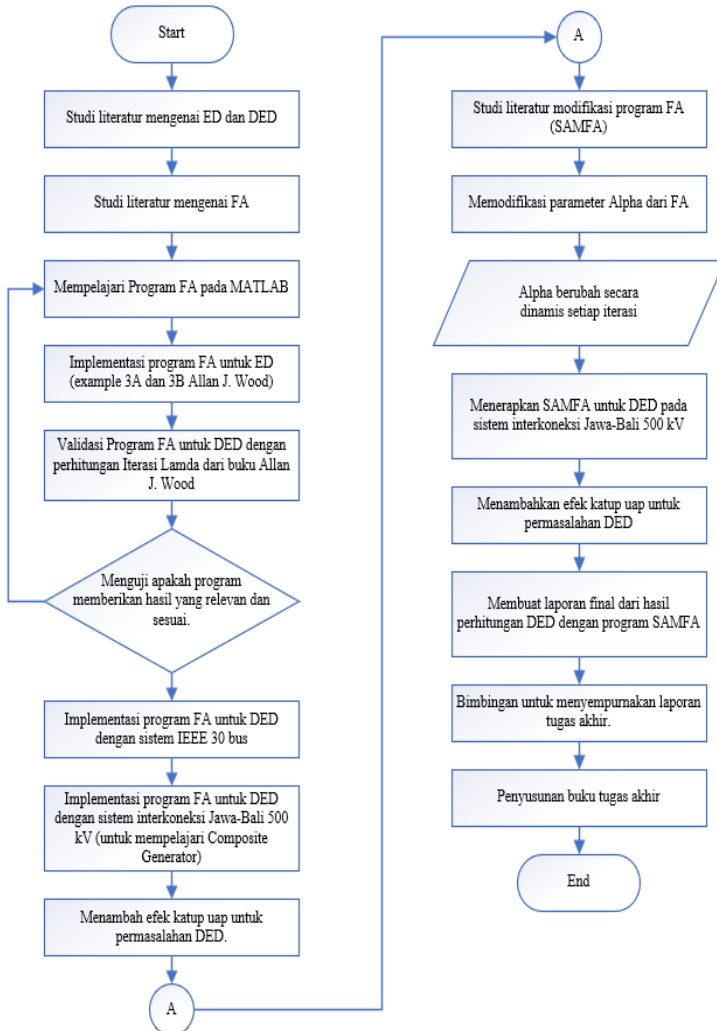 Start
Studi literatur mengenai ED dan DED
Studi literatur mengenai FA
Mempelajari Program FA pada MATLAB
Implementasi program FA untuk ED
(example 3A dan 3B Allan J. Wood)
Validasi Program FA untuk DED dengan
perhitungan Iterasi Lamda dari buku Allan
J. Wood
Menguji apakah program
memberikan hasil yang relevan dan
sesuai.
Implementasi program FA untuk DED
dengan sistem IEEE 30 bus
Implementasi program FA untuk DED
dengan sistem interkoneksi Jawa-Bali 500
kV (untuk mempelajari Composite
Generator)
Menambah efek katup uap untuk
permasalahan DED.
A
A
Studi literatur modifikasi program FA
(SAMFA)
Memodifikasi parameter Alpha dari FA
Alpha berubah secara
dinamis setiap iterasi
Menerapkan SAMFA untuk DED pada
sistem interkoneksi Jawa-Bali 500 kV
Menambahkan efek katup uap untuk
permasalahan DED
Membuat laporan final dari hasil
perhitungan DED dengan program SAMFA
Bimbingan untuk menyempurnakan laporan
tugas akhir.
Penyusunan buku tugas akhir
End